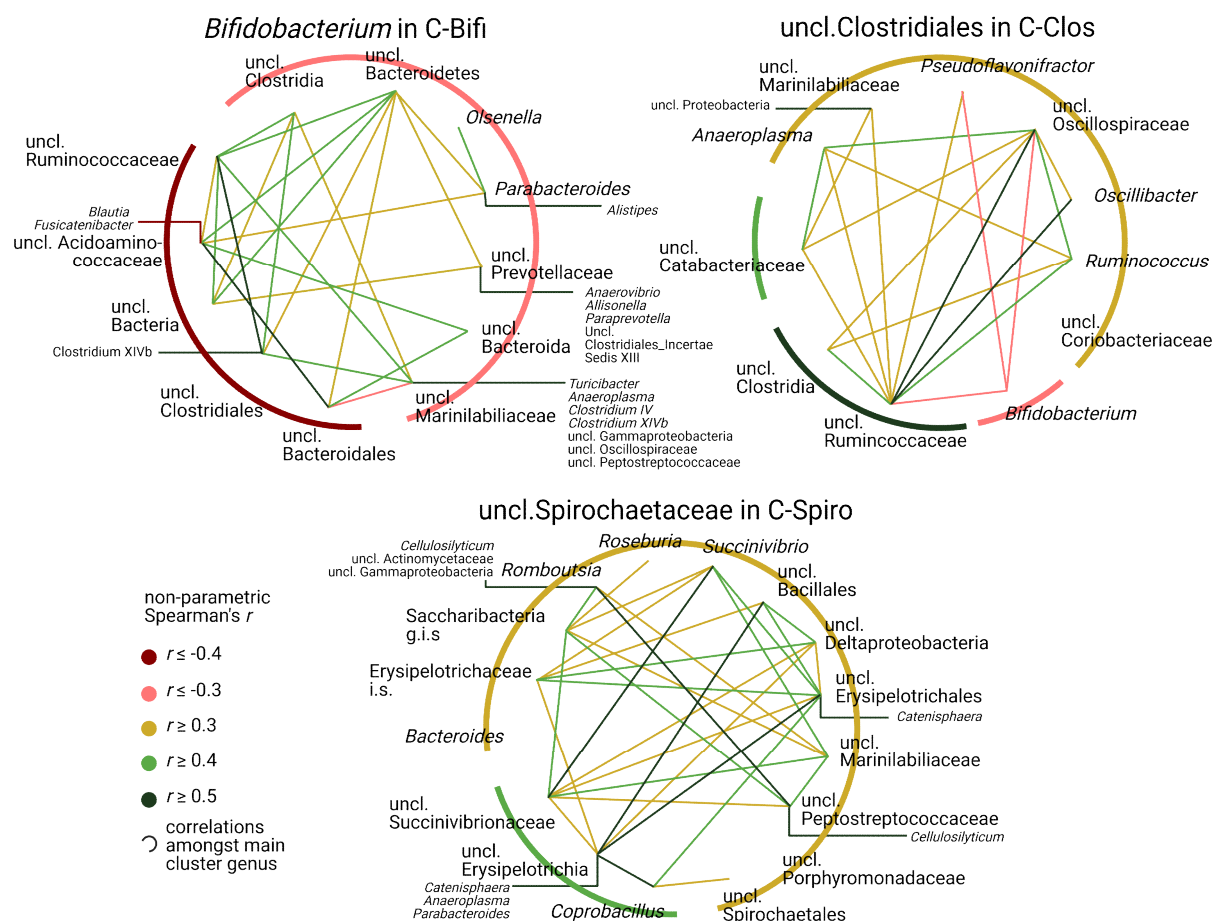 Bifidobacterium in C-Bifi
uncl.
Clostridia
uncl.
Bacteroidetes
Olsenella
uncl.
Ruminococcaceae
Parabacteroides
Alistipes
Blautia
Fusicatenibacter
uncl. Acidoamino-
coccaceae
uncl.
Prevotellaceae
Anaerovibrio
Allisonella
Paraprevotella
Uncl.
Clostridiales_Incertae
Sedis XIII
uncl.
Bacteria
uncl.
Bacteroida
Clostridium XIVb
uncl.
Clostridiales
uncl.
Marinilabiliaceae
Turicibacter
Anaeroplasma
Clostridium IV
Clostridium XIVb
uncl. Gammaproteobacteria
uncl. Oscillospiraceae
uncl. Peptostreptococcaceae
uncl.
Bacteroidales
uncl.Clostridiales in C-Clos
uncl.
Marinilabiliaceae
Pseudoflavonifractor
uncl. Proteobacteria
uncl.
Oscillospiraceae
Anaeroplasma
Oscillibacter
uncl.
Catabacteriaceae
Ruminococcus
uncl.
Coriobacteriaceae
uncl.
Clostridia
Bifidobacterium
uncl.
Rumincoccaceae
uncl.Spirochaetaceae in C-Spiro
Cellulosilyticum
uncl. Actinomycetaceae
uncl. Gammaproteobacteria
Romboutsia
Roseburia
Succinivibrio
uncl.
Bacillales
Saccharibacteria
g.i.s
uncl.
Deltaproteobacteria
Erysipelotrichaceae
i.s.
uncl.
Erysipelotrichales
Catenisphaera
Bacteroides
uncl.
Marinilabiliaceae
uncl.
Succinivibrionaceae
uncl.
Peptostreptococcaceae
Cellulosilyticum
uncl.
Erysipelotrichia
Catenisphaera
Anaeroplasma
Parabacteroides
uncl.
Porphyromonadaceae
Coprobacillus
uncl.
Spirochaetales
non-parametric
Spearman's r
r ≤ -0.4
r ≤ -0.3
r ≥ 0.3
r ≥ 0.4
r ≥ 0.5
correlations
amongst main
cluster genus